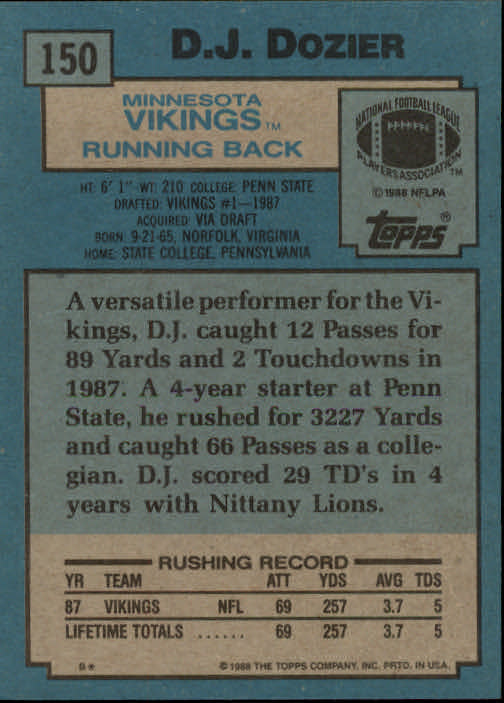 150
D.J. DOZIER
MINNESOTA
VIKINGS™
RUNNING BACK
NATIONAL FOOTBALL LEAGUE
PLAYERS ASSOCIATION™
© 1988 NFLPA
TOPPS®
HT: 6' 1" WT: 210 COLLEGE: PENN STATE
DRAFTED: VIKINGS #1—1987
ACQUIRED: VIA DRAFT
BORN: 9-21-65, NORFOLK, VIRGINIA
HOME: STATE COLLEGE, PENNSYLVANIA
A versatile performer for the Vi-
kings, D.J. caught 12 Passes for
89 Yards and 2 Touchdowns in
1987. A 4-year starter at Penn
State, he rushed for 3227 Yards
and caught 66 Passes as a colle-
gian. D.J. scored 29 TD's in 4
years with Nittany Lions.
RUSHING RECORD
YR TEAM ATT YDS AVG TDS
87 VIKINGS NFL 69 257 3.7 5
LIFETIME TOTALS ...... 69 257 3.7 5
B* © 1988 THE TOPPS COMPANY, INC. PRTD. IN U.S.A.